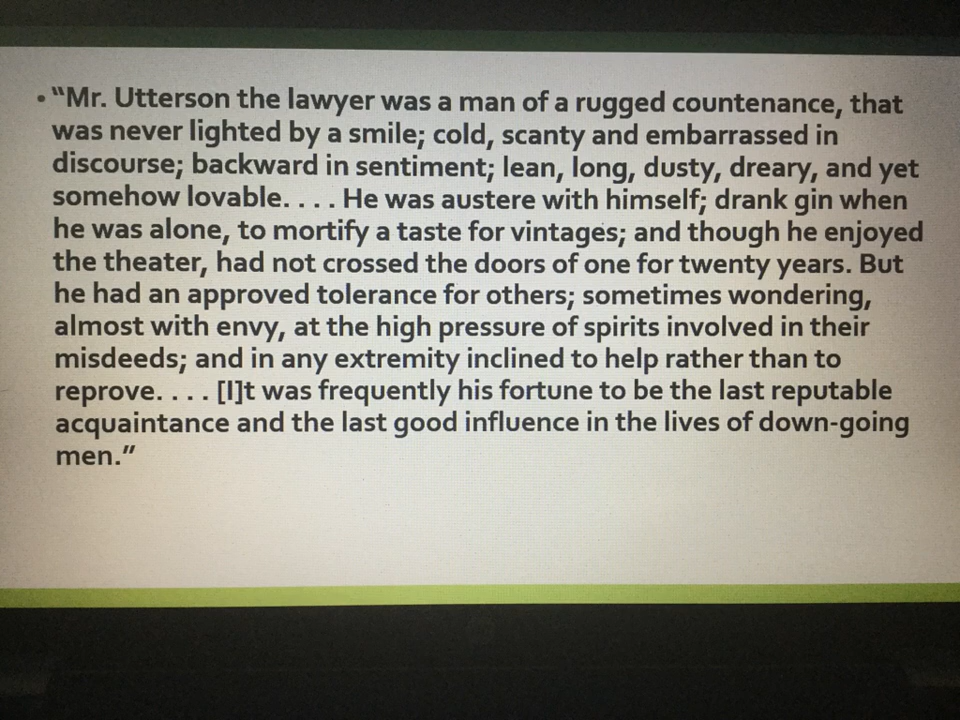 • “Mr. Utterson the lawyer was a man of a rugged countenance, that
was never lighted by a smile; cold, scanty and embarrassed in
discourse; backward in sentiment; lean, long, dusty, dreary, and yet
somehow lovable. . . . He was austere with himself; drank gin when
he was alone, to mortify a taste for vintages; and though he enjoyed
the theater, had not crossed the doors of one for twenty years. But
he had an approved tolerance for others; sometimes wondering,
almost with envy, at the high pressure of spirits involved in their
misdeeds; and in any extremity inclined to help rather than to
reprove. . . . [I]t was frequently his fortune to be the last reputable
acquaintance and the last good influence in the lives of down-going
men.”